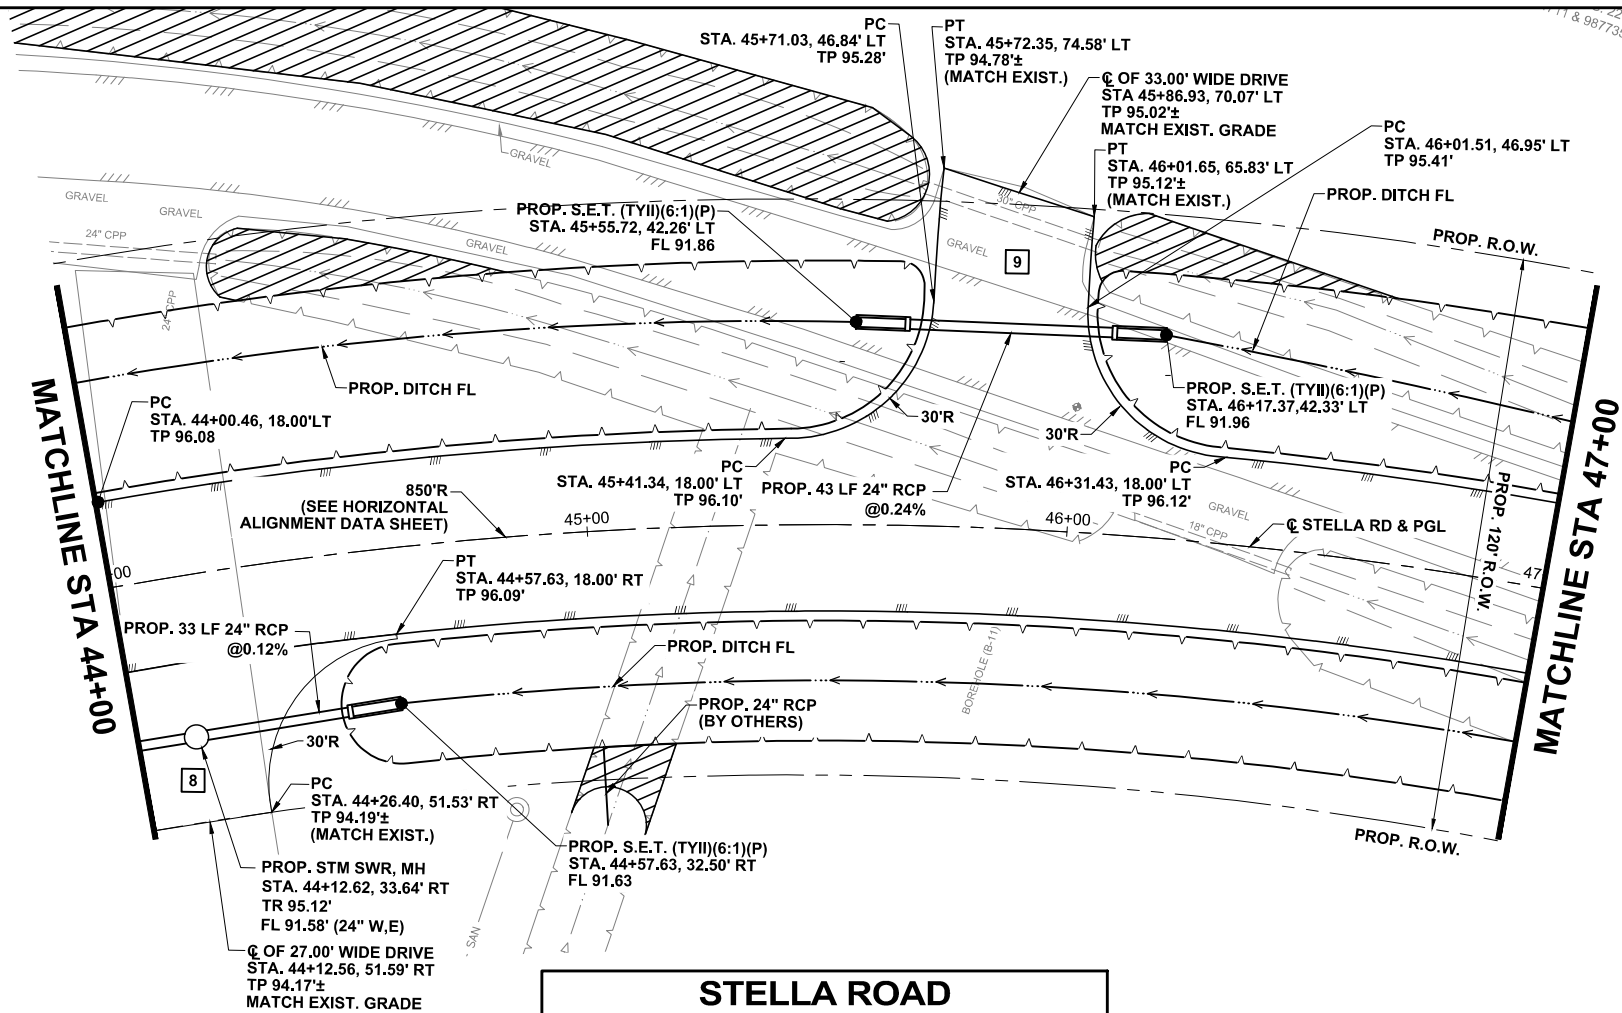 PC
STA. 45+71.03, 46.84' LT
TP 95.28'
PT
STA. 45+72.35, 74.58' LT
TP 94.78'±
(MATCH EXIST.)
℄ OF 33.00' WIDE DRIVE
STA 45+86.93, 70.07' LT
TP 95.02'±
MATCH EXIST. GRADE
PC
STA. 46+01.51, 46.95' LT
TP 95.41'
PT
STA. 46+01.65, 65.83' LT
TP 95.12'±
(MATCH EXIST.)
PROP. DITCH FL
PROP. R.O.W.
GRAVEL
GRAVEL
GRAVEL
24" CPP
24" CPP
GRAVEL
30" CPP
GRAVEL
9
PROP. S.E.T. (TYII)(6:1)(P)
STA. 45+55.72, 42.26' LT
FL 91.86
PROP. DITCH FL
PC
STA. 44+00.46, 18.00'LT
TP 96.08
MATCHLINE STA 44+00
PROP. S.E.T. (TYII)(6:1)(P)
STA. 46+17.37,42.33' LT
FL 91.96
30'R
30'R
PC
STA. 45+41.34, 18.00' LT
TP 96.10'
PROP. 43 LF 24" RCP
@0.24%
PC
STA. 46+31.43, 18.00' LT
TP 96.12'
850'R
(SEE HORIZONTAL
ALIGNMENT DATA SHEET)
45+00
46+00
GRAVEL
18" CPP
℄ STELLA RD & PGL
PROP. 120' R.O.W.
MATCHLINE STA 47+00
47
00
PT
STA. 44+57.63, 18.00' RT
TP 96.09'
PROP. 33 LF 24" RCP
@0.12%
PROP. DITCH FL
BOREHOLE (B-11)
PROP. 24" RCP
(BY OTHERS)
30'R
8
PC
STA. 44+26.40, 51.53' RT
TP 94.19'±
(MATCH EXIST.)
PROP. S.E.T. (TYII)(6:1)(P)
STA. 44+57.63, 32.50' RT
FL 91.63
PROP. R.O.W.
PROP. STM SWR, MH
STA. 44+12.62, 33.64' RT
TR 95.12'
FL 91.58' (24" W,E)
SAN
℄ OF 27.00' WIDE DRIVE
STA. 44+12.56, 51.59' RT
TP 94.17'±
MATCH EXIST. GRADE
STELLA ROAD